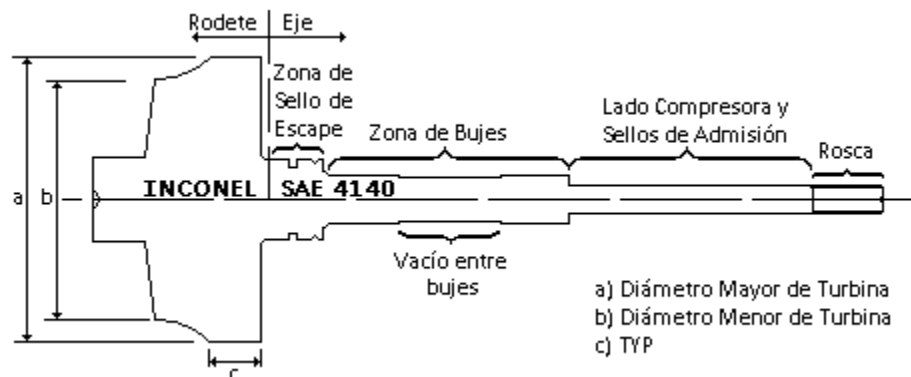 Rodete Eje
Zona de
Sello de
Escape
Zona de Bujes
Lado Compresora y
Sellos de Admisión
Rosca
a
b
INCONEL SAE 4140
Vacío entre
bujes
a) Diámetro Mayor de Turbina
b) Diámetro Menor de Turbina
c) TYP
c